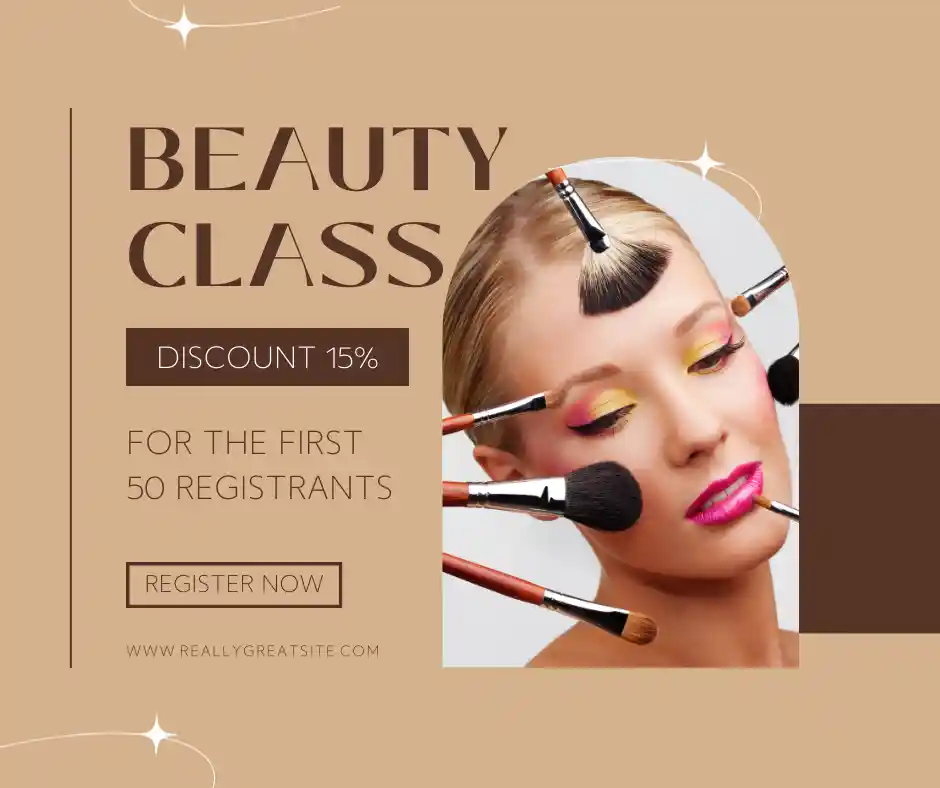 BEAUTY
CLASS
DISCOUNT 15%
FOR THE FIRST
50 REGISTRANTS
REGISTER NOW
WWW.REALLYGREATSITE.COM